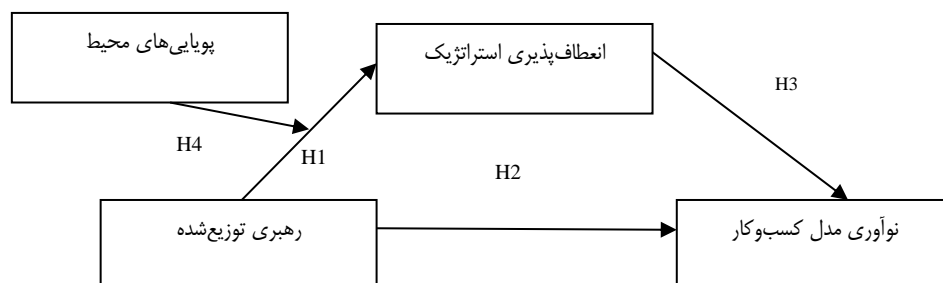 پویایی‌های محیط
انعطاف‌پذیری استراتژیک
H3
H4
H1
H2
رهبری توزیع‌شده
نوآوری مدل کسب‌وکار